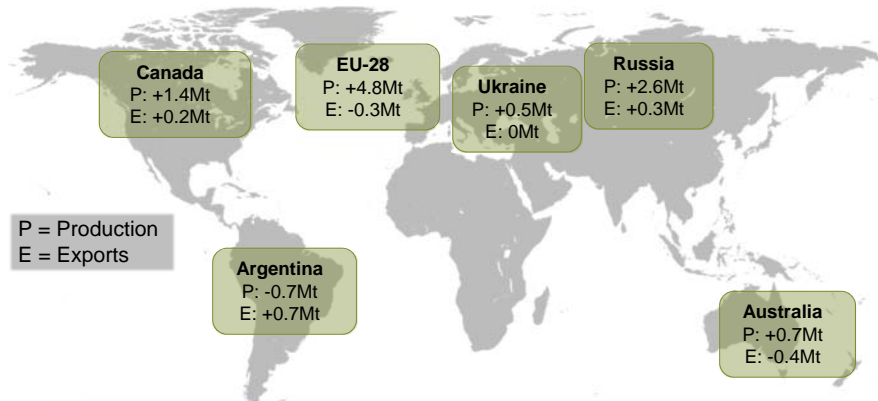 Canada
P: +1.4Mt
E: +0.2Mt
EU-28
P: +4.8Mt
E: -0.3Mt
Ukraine
P: +0.5Mt
E: 0Mt
Russia
P: +2.6Mt
E: +0.3Mt
P = Production
E = Exports
Argentina
P: -0.7Mt
E: +0.7Mt
Australia
P: +0.7Mt
E: -0.4Mt